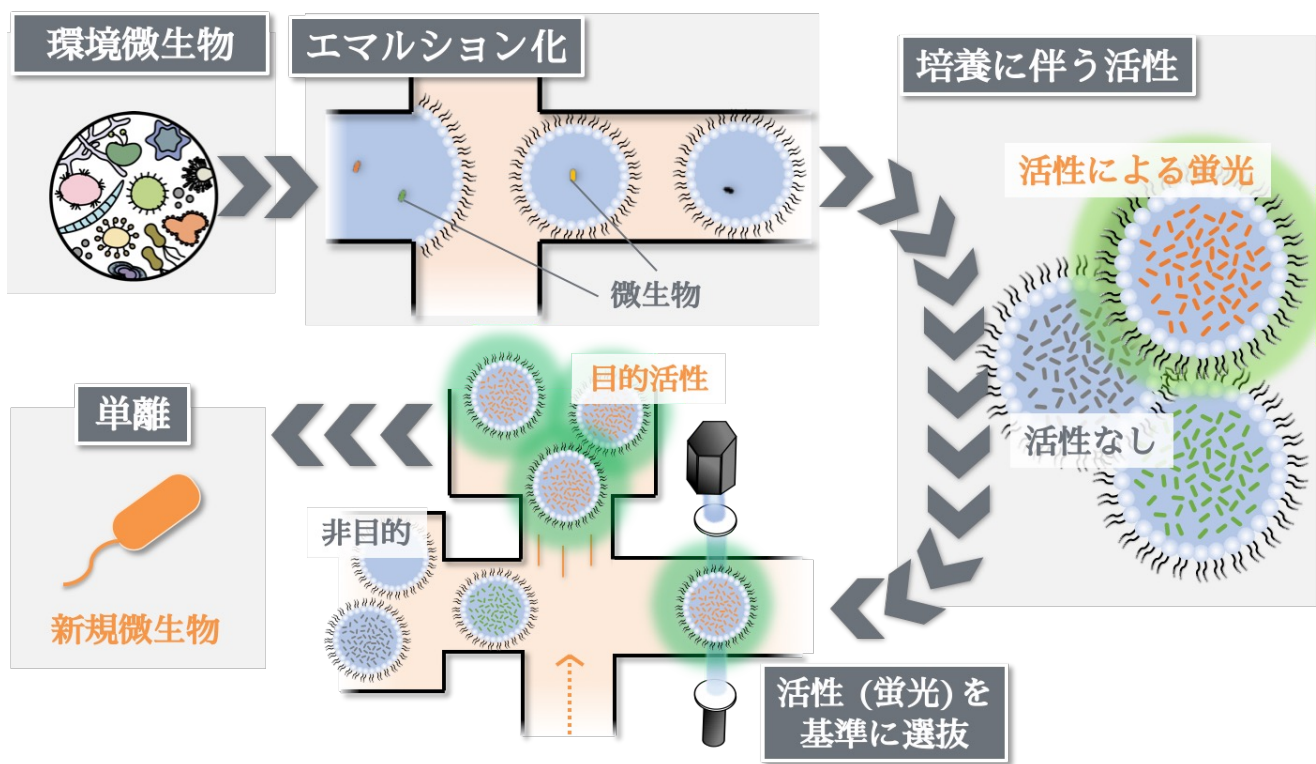 環境微生物
エマルション化
微生物
培養に伴う活性
活性による蛍光
活性なし
活性 (蛍光) を
基準に選抜
目的活性
非目的
単離
新規微生物